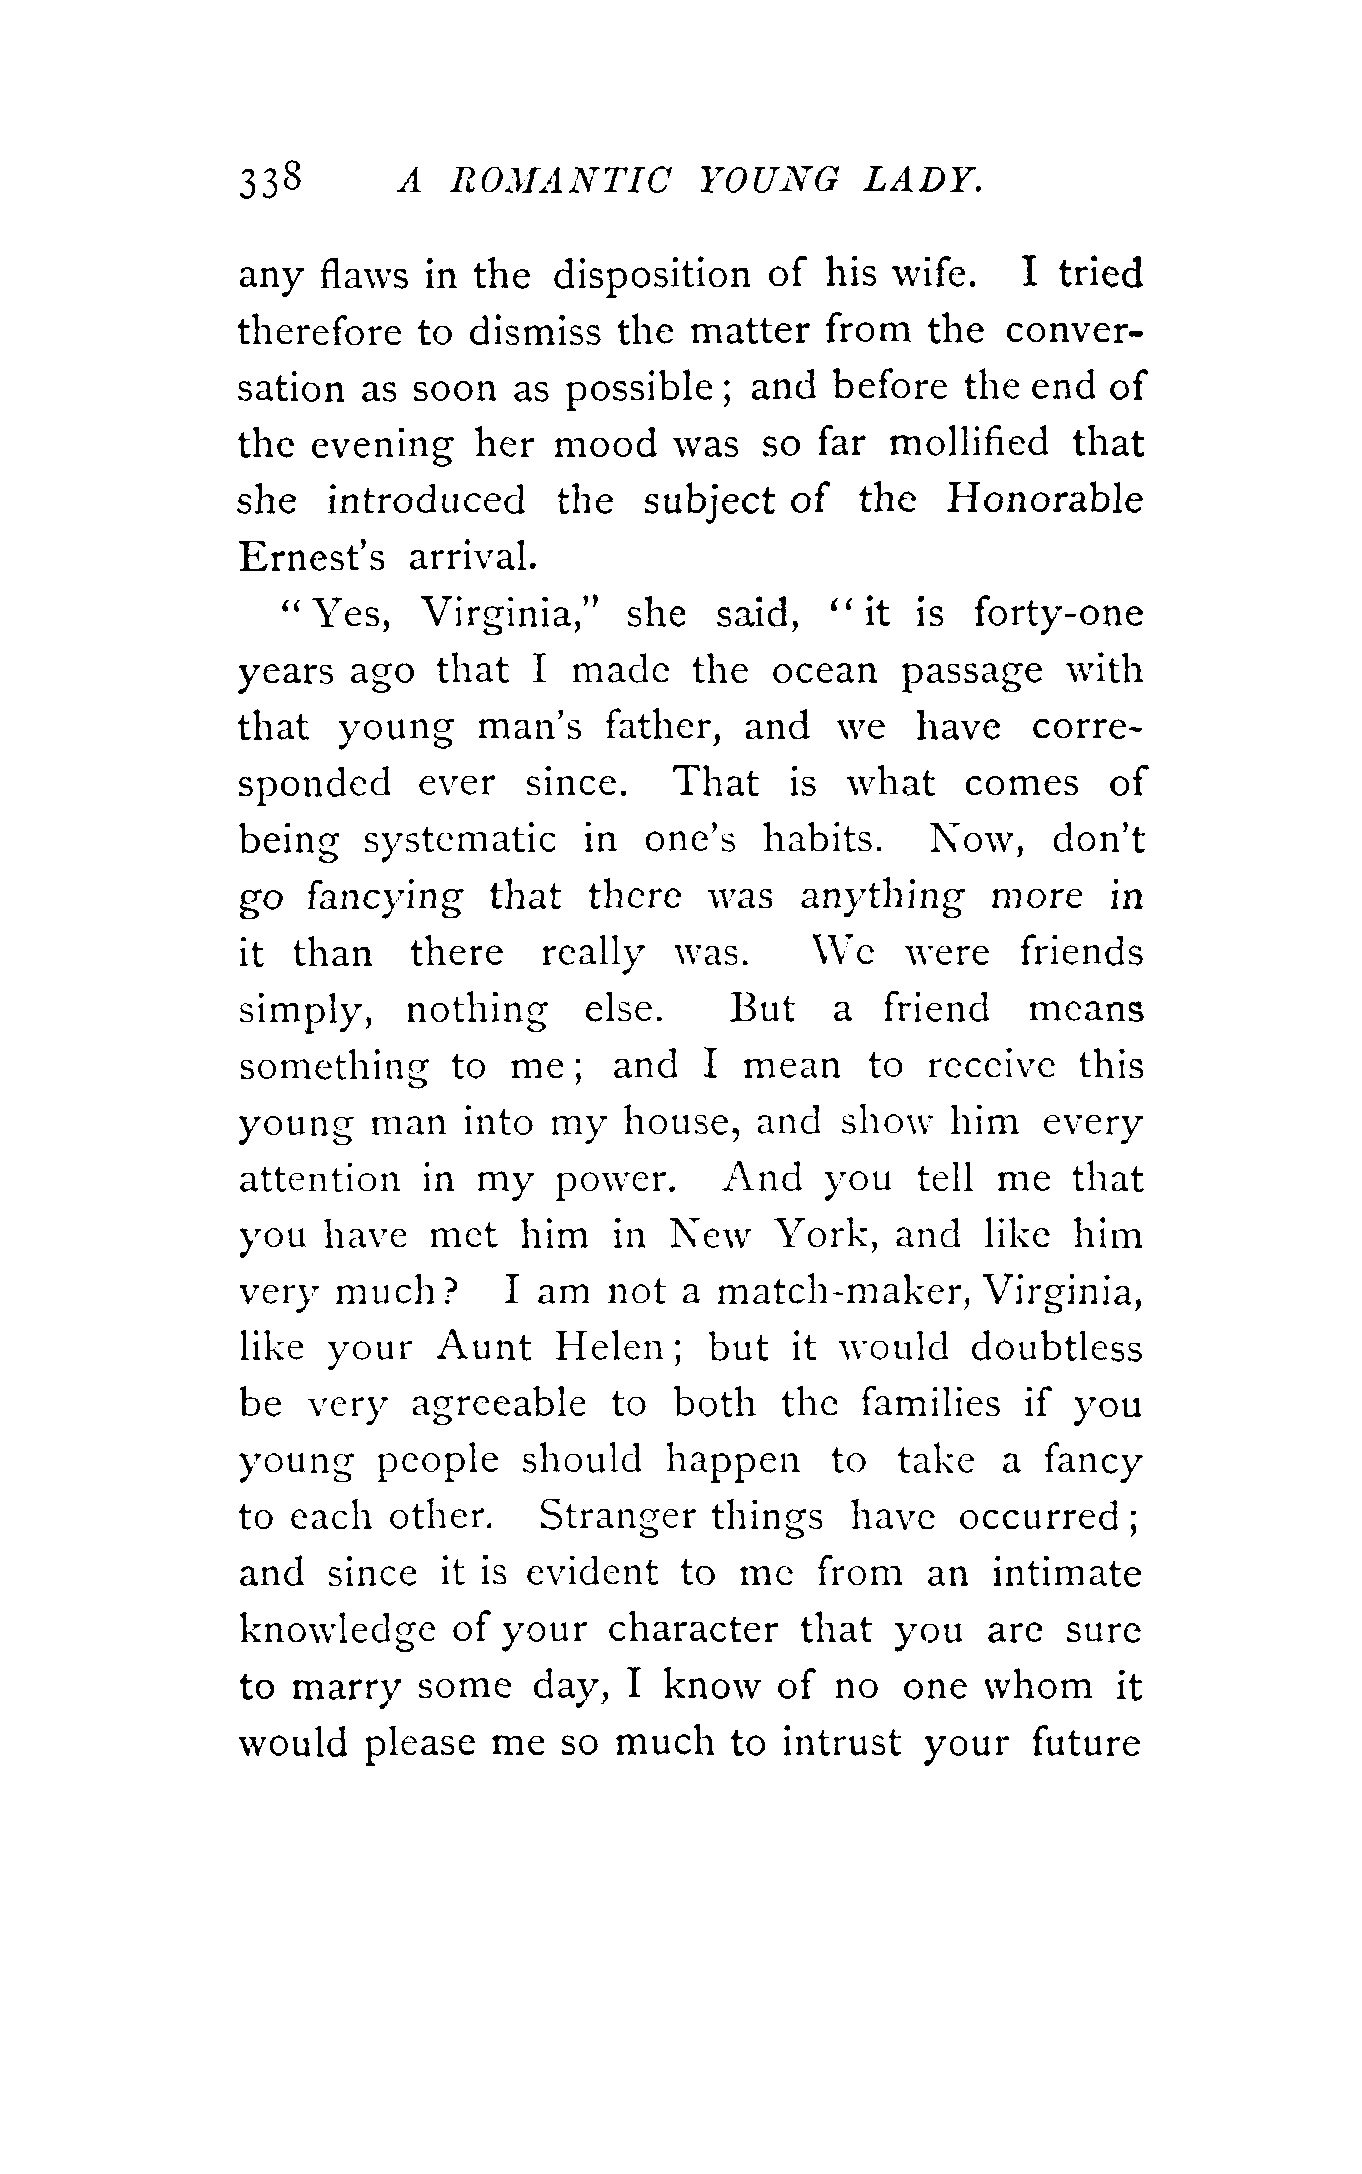 338 A ROMANTIC YOUNG LADY.
any flaws in the disposition of his wife. I tried
therefore to dismiss the matter from the conver-
sation as soon as possible; and before the end of
the evening her mood was so far mollified that
she introduced the subject of the Honorable
Ernest's arrival.
"Yes, Virginia," she said, "it is forty-one
years ago that I made the ocean passage with
that young man's father, and we have corre-
sponded ever since. That is what comes of
being systematic in one's habits. Now, don't
go fancying that there was anything more in
it than there really was. We were friends
simply, nothing else. But a friend means
something to me; and I mean to receive this
young man into my house, and show him every
attention in my power. And you tell me that
you have met him in New York, and like him
very much? I am not a match-maker, Virginia,
like your Aunt Helen; but it would doubtless
be very agreeable to both the families if you
young people should happen to take a fancy
to each other. Stranger things have occurred;
and since it is evident to me from an intimate
knowledge of your character that you are sure
to marry some day, I know of no one whom it
would please me so much to intrust your future